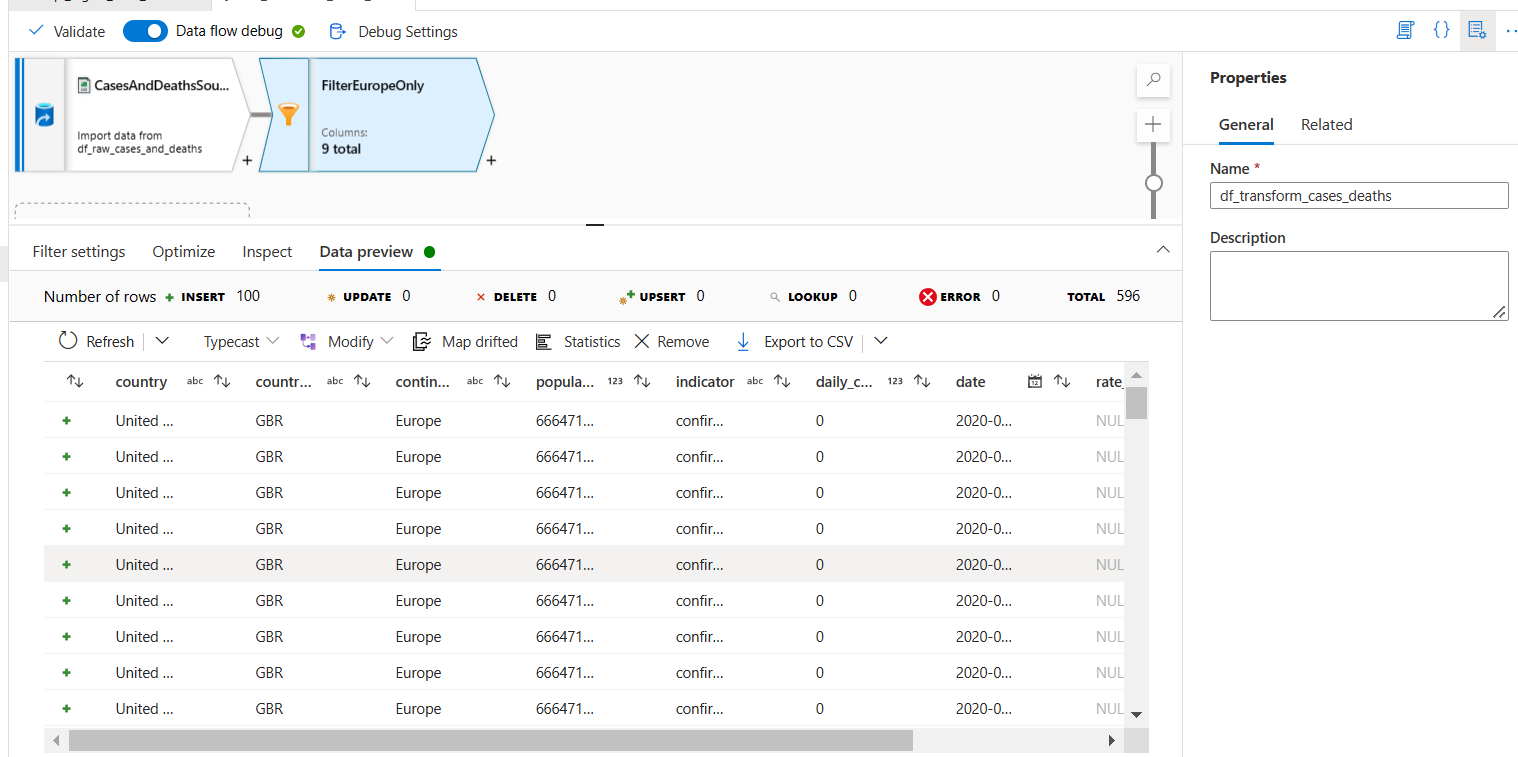 Validate Data flow debug Debug Settings
CasesAndDeathsSou...
Import data from
df_raw_cases_and_deaths
FilterEuropeOnly
Columns:
9 total
Filter settings Optimize Inspect Data preview
Number of rows INSERT 100 UPDATE 0 DELETE 0 UPSERT 0 LOOKUP 0 ERROR 0 TOTAL 596
Refresh Typecast Modify Map drifted Statistics Remove Export to CSV
country abc countr... abc contin... abc popula... 123 indicator abc daily_c... 123 date 12 rate_
United ... GBR Europe 666471... confir... 0 2020-0... NUL
United ... GBR Europe 666471... confir... 0 2020-0... NUL
United ... GBR Europe 666471... confir... 0 2020-0... NUL
United ... GBR Europe 666471... confir... 0 2020-0... NUL
United ... GBR Europe 666471... confir... 0 2020-0... NUL
United ... GBR Europe 666471... confir... 0 2020-0... NUL
United ... GBR Europe 666471... confir... 0 2020-0... NUL
United ... GBR Europe 666471... confir... 0 2020-0... NUL
United ... GBR Europe 666471... confir... 0 2020-0... NUL
Properties
General Related
Name *
df_transform_cases_deaths
Description